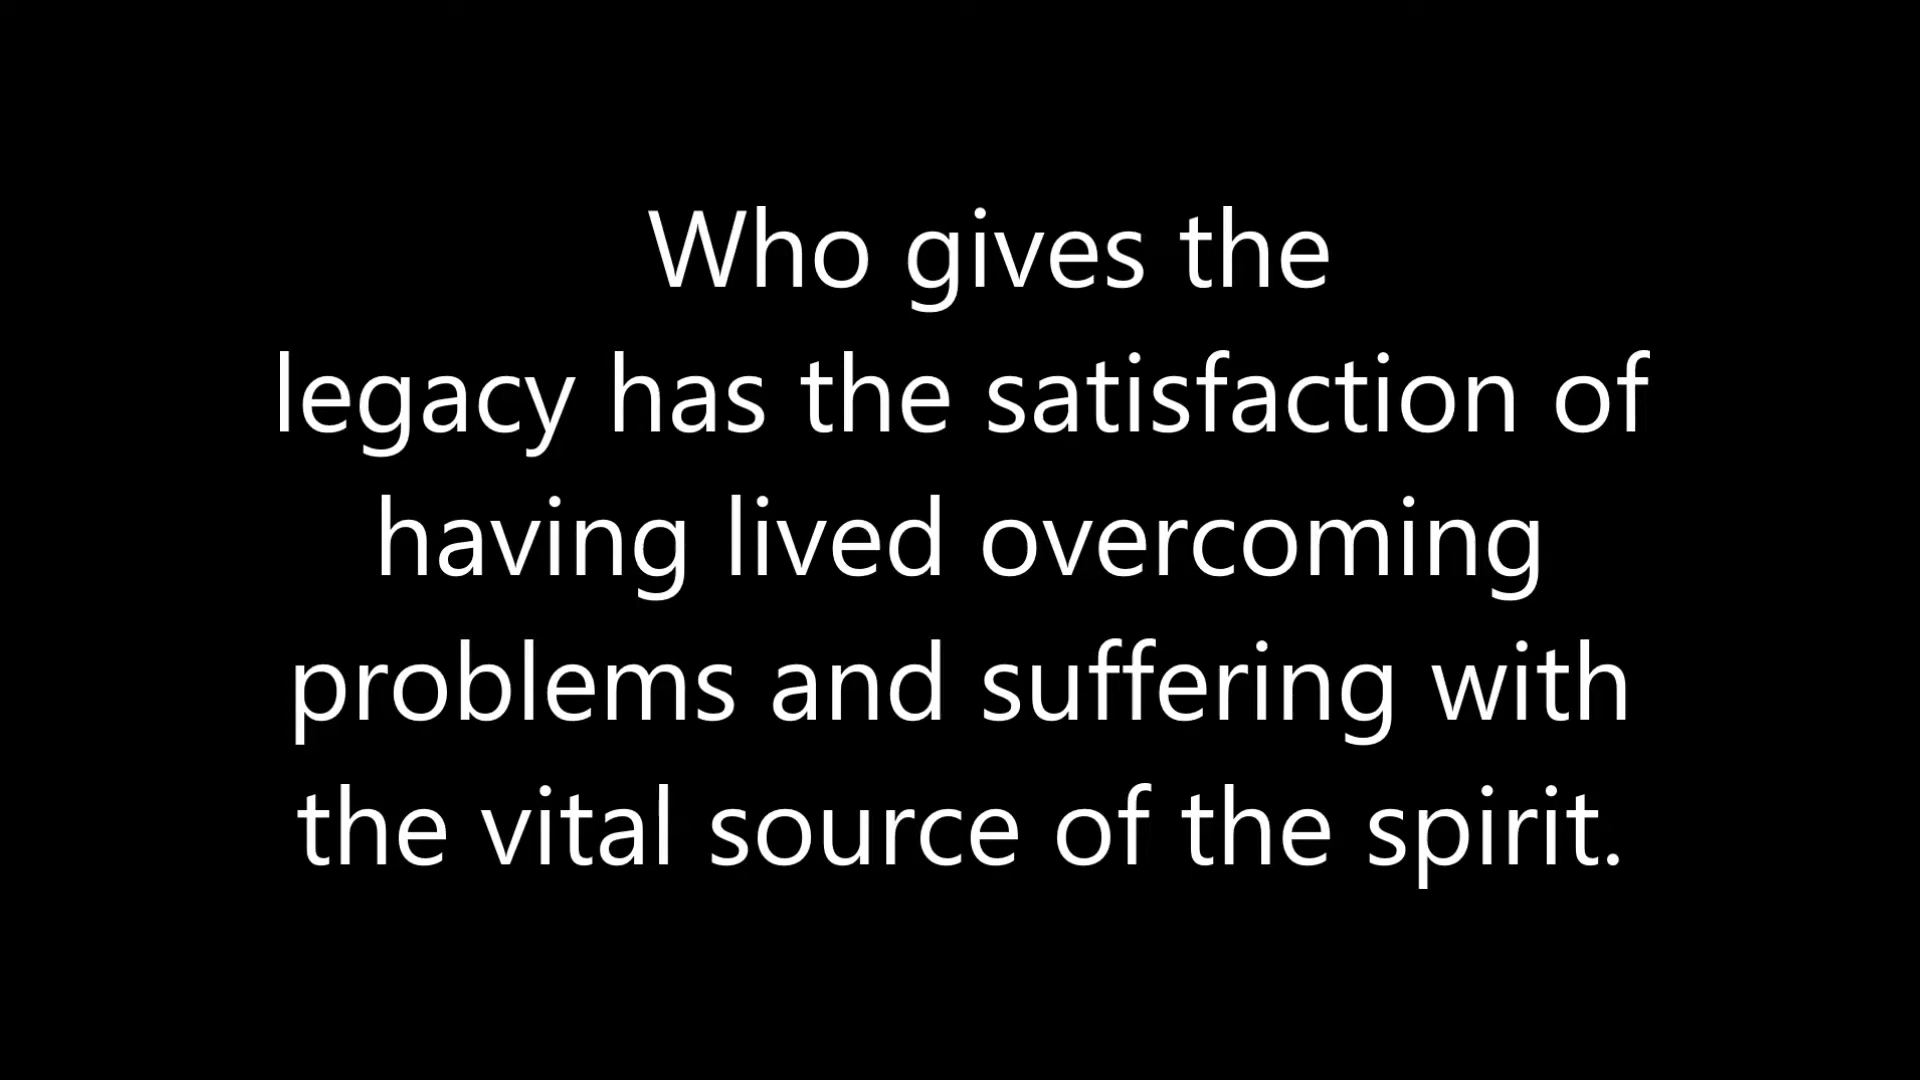 Who gives the
legacy has the satisfaction of
having lived overcoming
problems and suffering with
the vital source of the spirit.